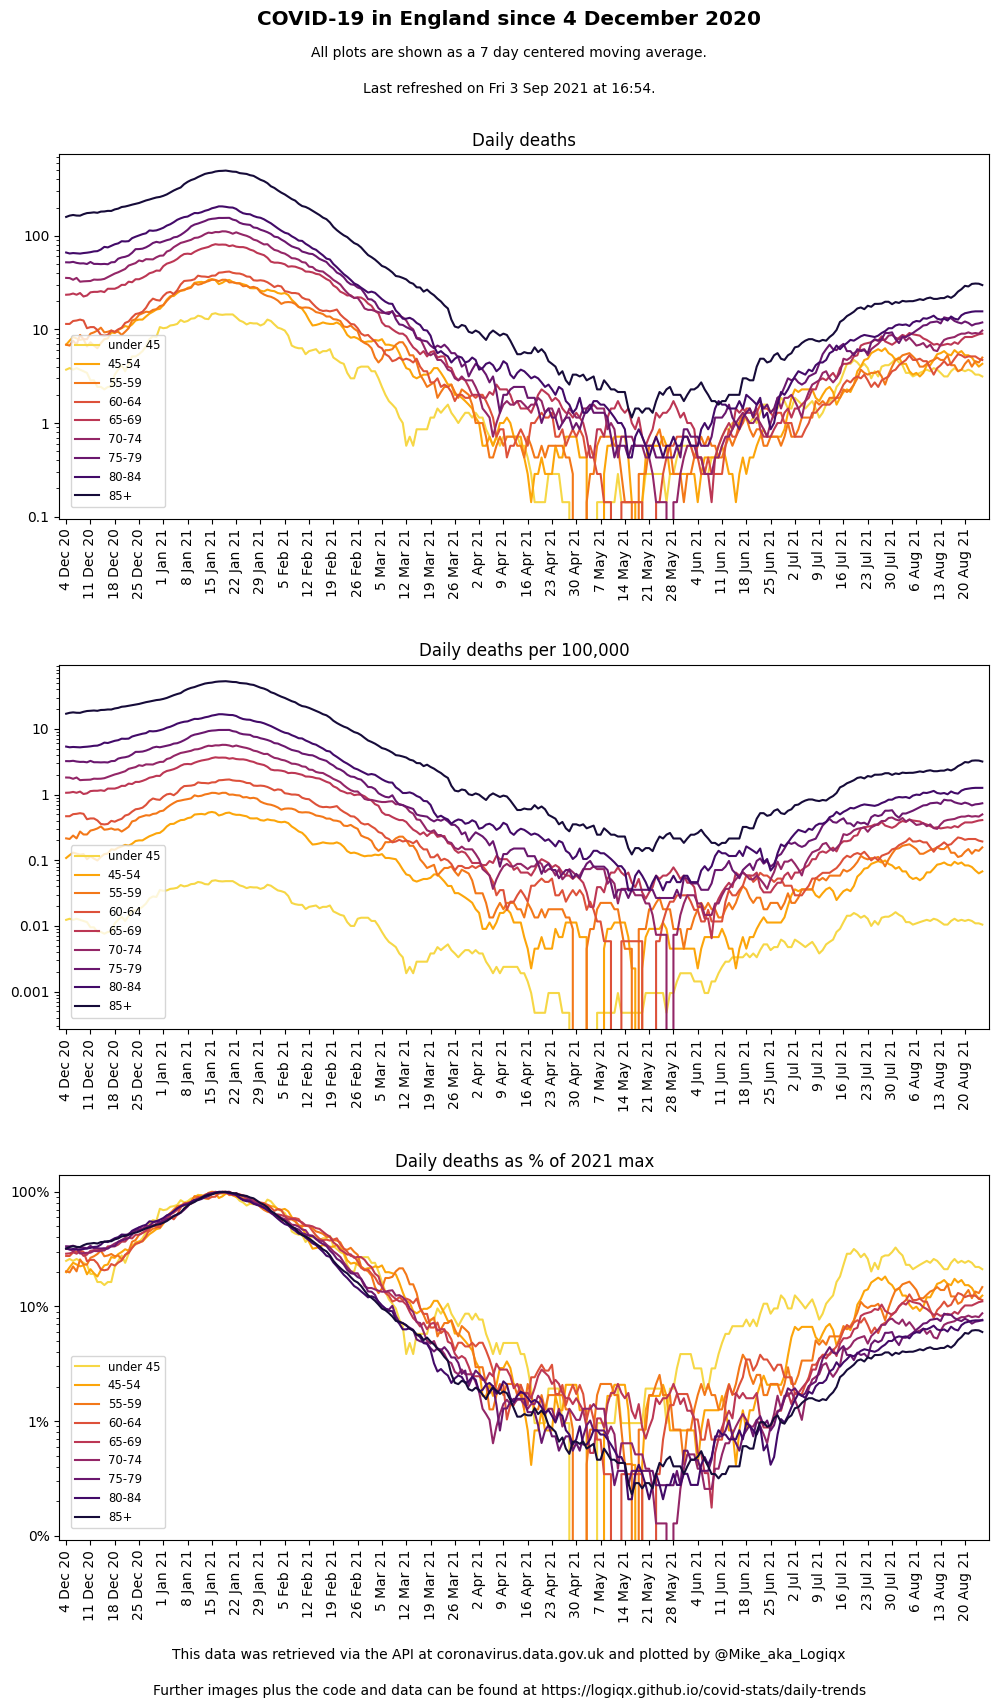 COVID-19 in England since 4 December 2020
All plots are shown as a 7 day centered moving average.
Last refreshed on Fri 3 Sep 2021 at 16:54.
Daily deaths
100
10
1
0.1
under 45
45-54
55-59
60-64
65-69
70-74
75-79
80-84
85+
4 Dec 20
11 Dec 20
18 Dec 20
25 Dec 20
1 Jan 21
8 Jan 21
15 Jan 21
22 Jan 21
29 Jan 21
5 Feb 21
12 Feb 21
19 Feb 21
26 Feb 21
5 Mar 21
12 Mar 21
19 Mar 21
26 Mar 21
2 Apr 21
9 Apr 21
16 Apr 21
23 Apr 21
30 Apr 21
7 May 21
14 May 21
21 May 21
28 May 21
4 Jun 21
11 Jun 21
18 Jun 21
25 Jun 21
2 Jul 21
9 Jul 21
16 Jul 21
23 Jul 21
30 Jul 21
6 Aug 21
13 Aug 21
20 Aug 21
Daily deaths per 100,000
10
1
0.1
0.01
0.001
under 45
45-54
55-59
60-64
65-69
70-74
75-79
80-84
85+
4 Dec 20
11 Dec 20
18 Dec 20
25 Dec 20
1 Jan 21
8 Jan 21
15 Jan 21
22 Jan 21
29 Jan 21
5 Feb 21
12 Feb 21
19 Feb 21
26 Feb 21
5 Mar 21
12 Mar 21
19 Mar 21
26 Mar 21
2 Apr 21
9 Apr 21
16 Apr 21
23 Apr 21
30 Apr 21
7 May 21
14 May 21
21 May 21
28 May 21
4 Jun 21
11 Jun 21
18 Jun 21
25 Jun 21
2 Jul 21
9 Jul 21
16 Jul 21
23 Jul 21
30 Jul 21
6 Aug 21
13 Aug 21
20 Aug 21
Daily deaths as % of 2021 max
100%
10%
1%
0%
under 45
45-54
55-59
60-64
65-69
70-74
75-79
80-84
85+
4 Dec 20
11 Dec 20
18 Dec 20
25 Dec 20
1 Jan 21
8 Jan 21
15 Jan 21
22 Jan 21
29 Jan 21
5 Feb 21
12 Feb 21
19 Feb 21
26 Feb 21
5 Mar 21
12 Mar 21
19 Mar 21
26 Mar 21
2 Apr 21
9 Apr 21
16 Apr 21
23 Apr 21
30 Apr 21
7 May 21
14 May 21
21 May 21
28 May 21
4 Jun 21
11 Jun 21
18 Jun 21
25 Jun 21
2 Jul 21
9 Jul 21
16 Jul 21
23 Jul 21
30 Jul 21
6 Aug 21
13 Aug 21
20 Aug 21
This data was retrieved via the API at coronavirus.data.gov.uk and plotted by @Mike_aka_Logiqx
Further images plus the code and data can be found at https://logiqx.github.io/covid-stats/daily-trends